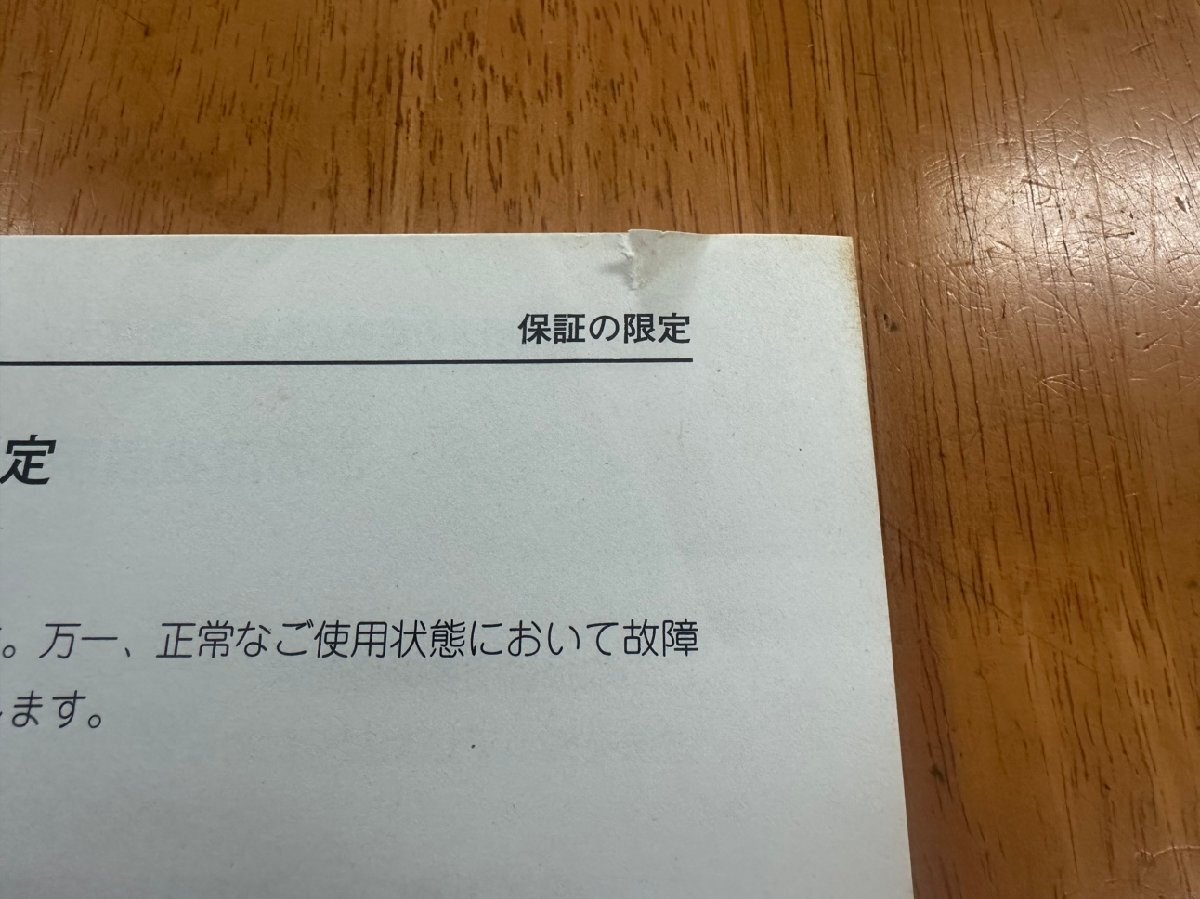 保証の限定
定
。万一、正常なご使用状態において故障
します。